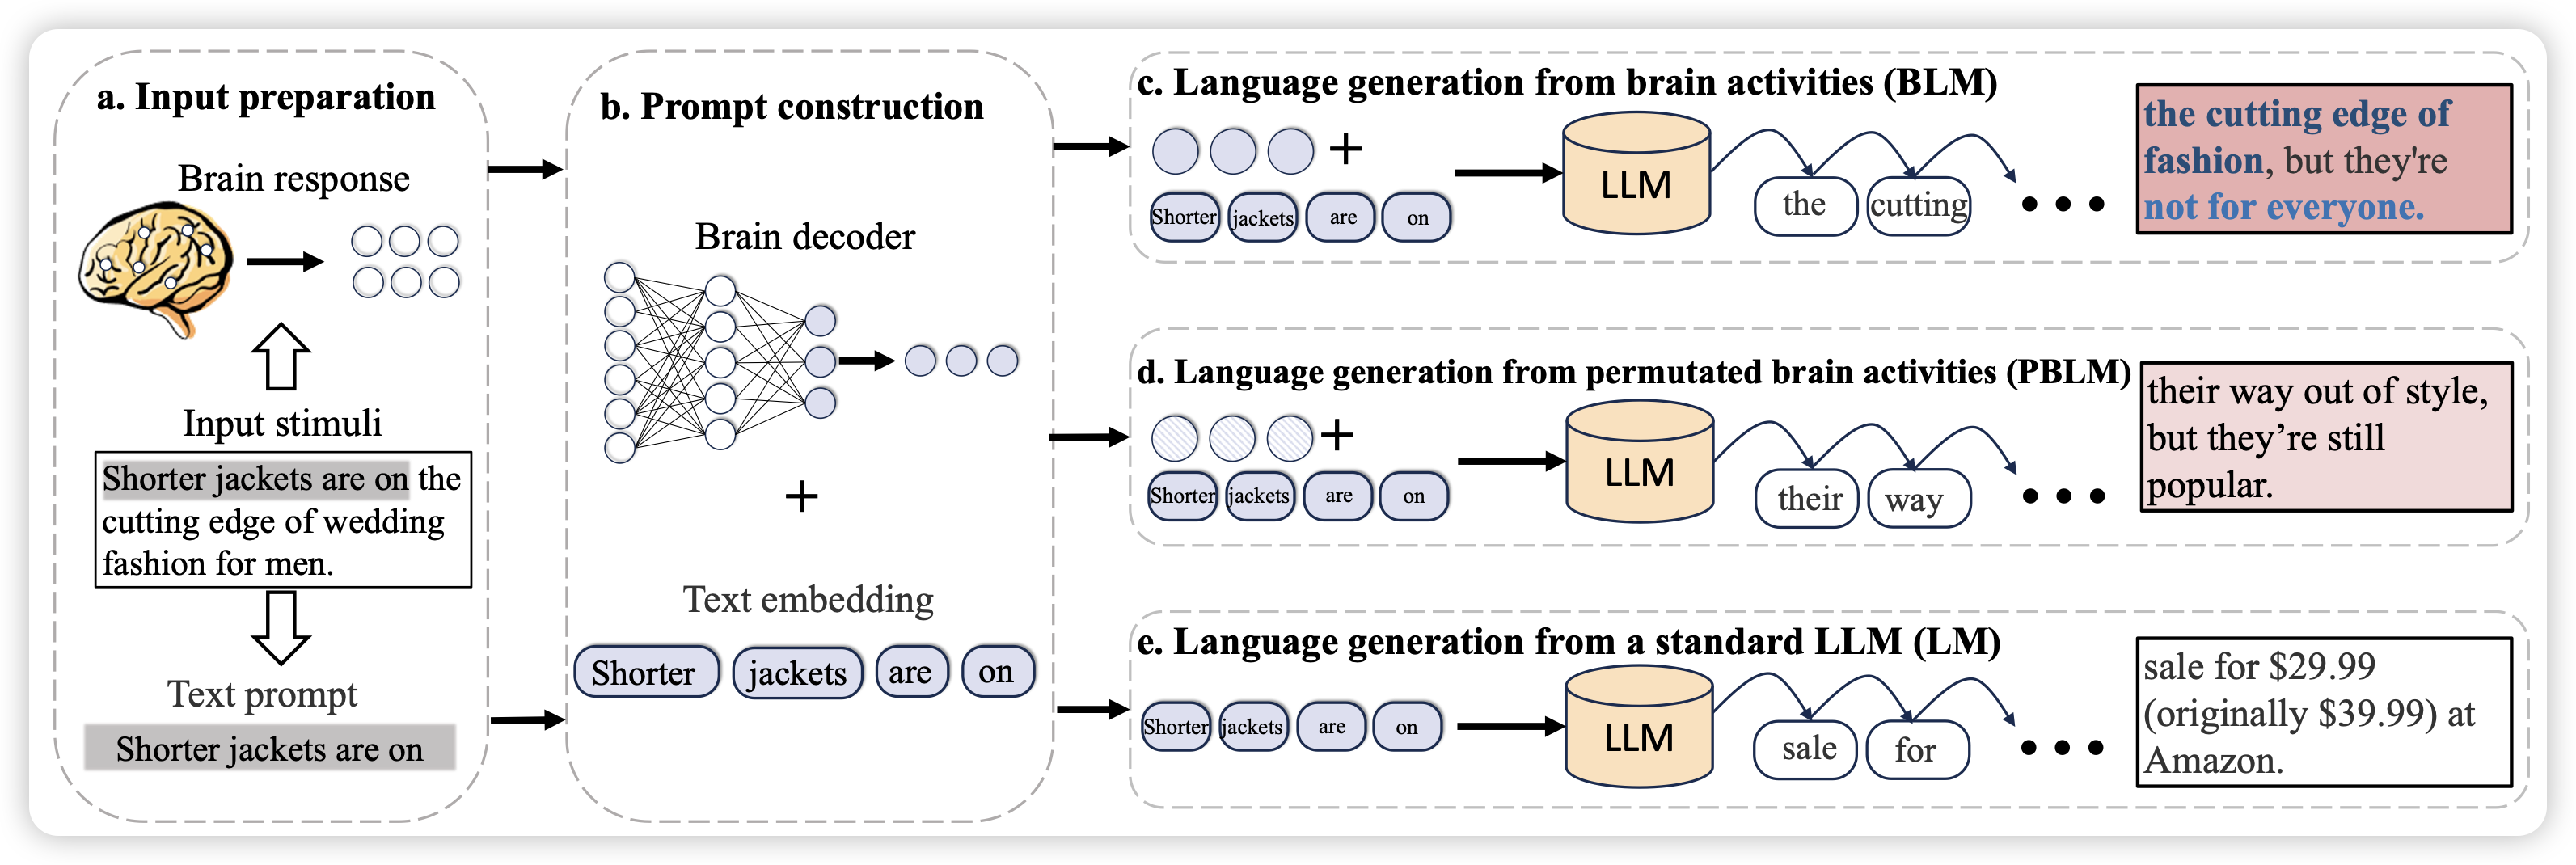 a. Input preparation
Brain response
Input stimuli
Shorter jackets are on the
cutting edge of wedding
fashion for men.
Text prompt
Shorter jackets are on
b. Prompt construction
Brain decoder
+
Text embedding
Shorter jackets are on
c. Language generation from brain activities (BLM)
+
Shorter jackets are on
LLM
the cutting
the cutting edge of
fashion, but they're
not for everyone.
d. Language generation from permutated brain activities (PBLM)
+
Shorter jackets are on
LLM
their way
their way out of style,
but they’re still
popular.
e. Language generation from a standard LLM (LM)
Shorter jackets are on
LLM
sale for
sale for $29.99
(originally $39.99) at
Amazon.